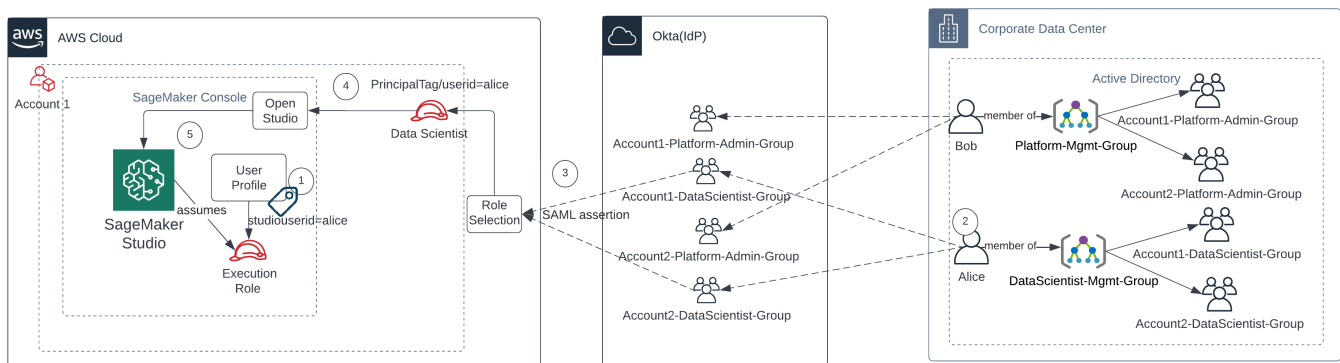 aws
AWS Cloud
Account 1
SageMaker Console
Open
Studio
4
PrincipalTag/userid=alice
Data Scientist
5
User
Profile
1
studiouserid=alice
assumes
SageMaker
Studio
Execution
Role
Role
Selection
Okta(IdP)
3
SAML assertion
Account1-Platform-Admin-Group
Account1-DataScientist-Group
Account2-Platform-Admin-Group
Account2-DataScientist-Group
Corporate Data Center
Active Directory
Bob
member of
Platform-Mgmt-Group
Account1-Platform-Admin-Group
Account2-Platform-Admin-Group
2
Alice
member of
DataScientist-Mgmt-Group
Account1-DataScientist-Group
Account2-DataScientist-Group